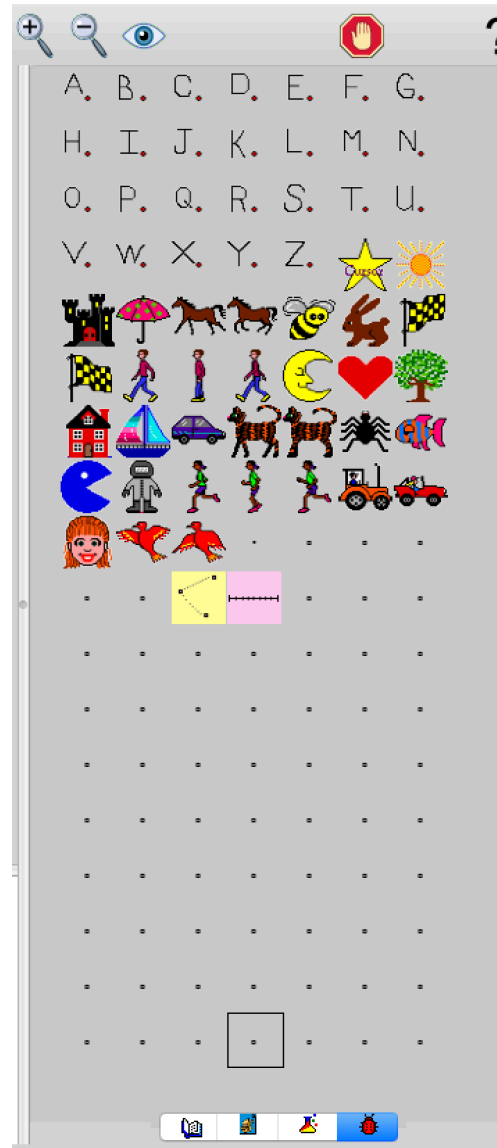 ?
A. B. C. D. E. F. G.
H. I. J. K. L. M. N.
O. P. Q. R. S. T. U.
V. W. X. Y. Z. Cursor